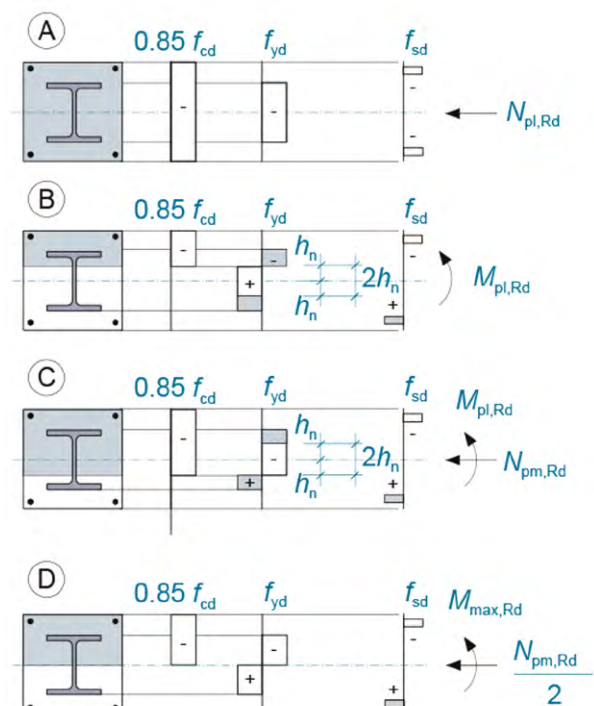 A
0.85 fcd fyd fsd
- - - -
Npl,Rd
B
0.85 fcd fyd fsd
- - hn -
+ 2hn Mpl,Rd
hn +
C
0.85 fcd fyd fsd Mpl,Rd
- hn -
- 2hn Npm,Rd
+ hn +
D
0.85 fcd fyd fsd Mmax,Rd
- - -
+ + Npm,Rd
2